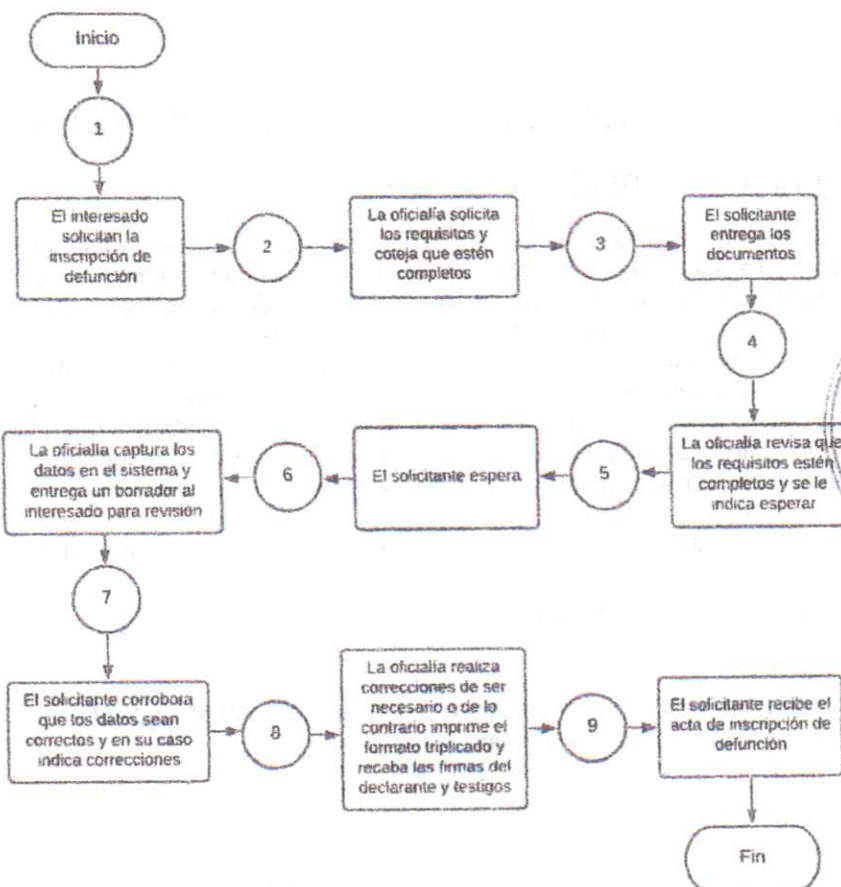 Inicio
1
El interesado
solicitan la
inscripción de
defunción
2
La oficialía solicita
los requisitos y
coteja que estén
completos
3
El solicitante
entrega los
documentos
4
La oficialía revisa que
los requisitos estén
completos y se le
indica esperar
5
El solicitante espera
6
La oficialía captura los
datos en el sistema y
entrega un borrador al
interesado para revisión
7
El solicitante corrobora
que los datos sean
correctos y en su caso
indica correcciones
8
La oficialía realiza
correcciones de ser
necesario o de lo
contrario imprime el
formato triplicado y
recaba las firmas del
declarante y testigos
9
El solicitante recibe el
acta de inscripción de
defunción
Fin